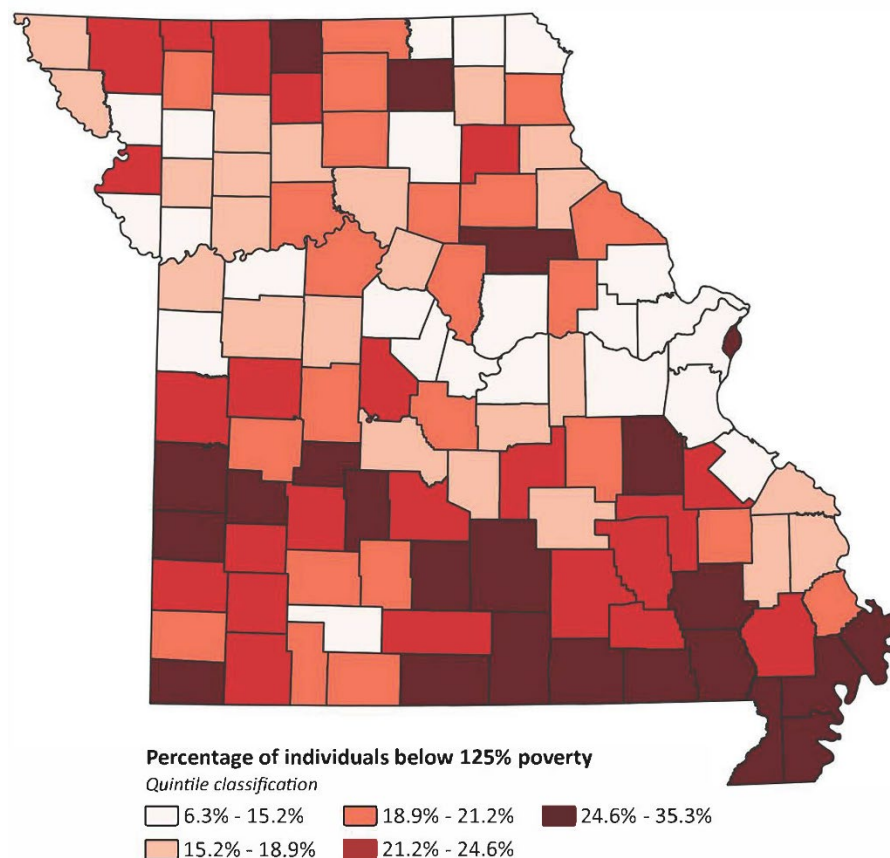 Percentage of individuals below 125% poverty
Quintile classification
6.3% - 15.2%
18.9% - 21.2%
24.6% - 35.3%
15.2% - 18.9%
21.2% - 24.6%